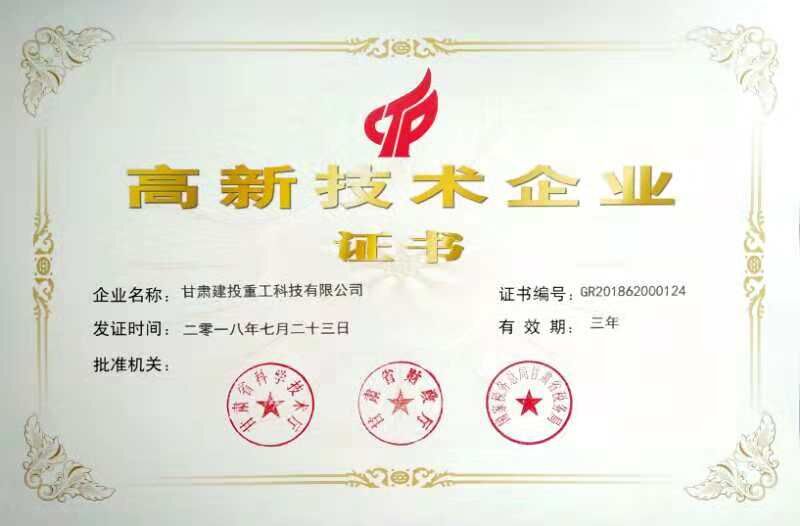 高新技术企业
证书
企业名称：甘肃建投重工科技有限公司
证书编号：GR201862000124
发证时间：二零一八年七月二十三日
有效期：三年
批准机关：
甘肃省科学技术厅
甘肃省财政厅
国家税务总局甘肃省税务局